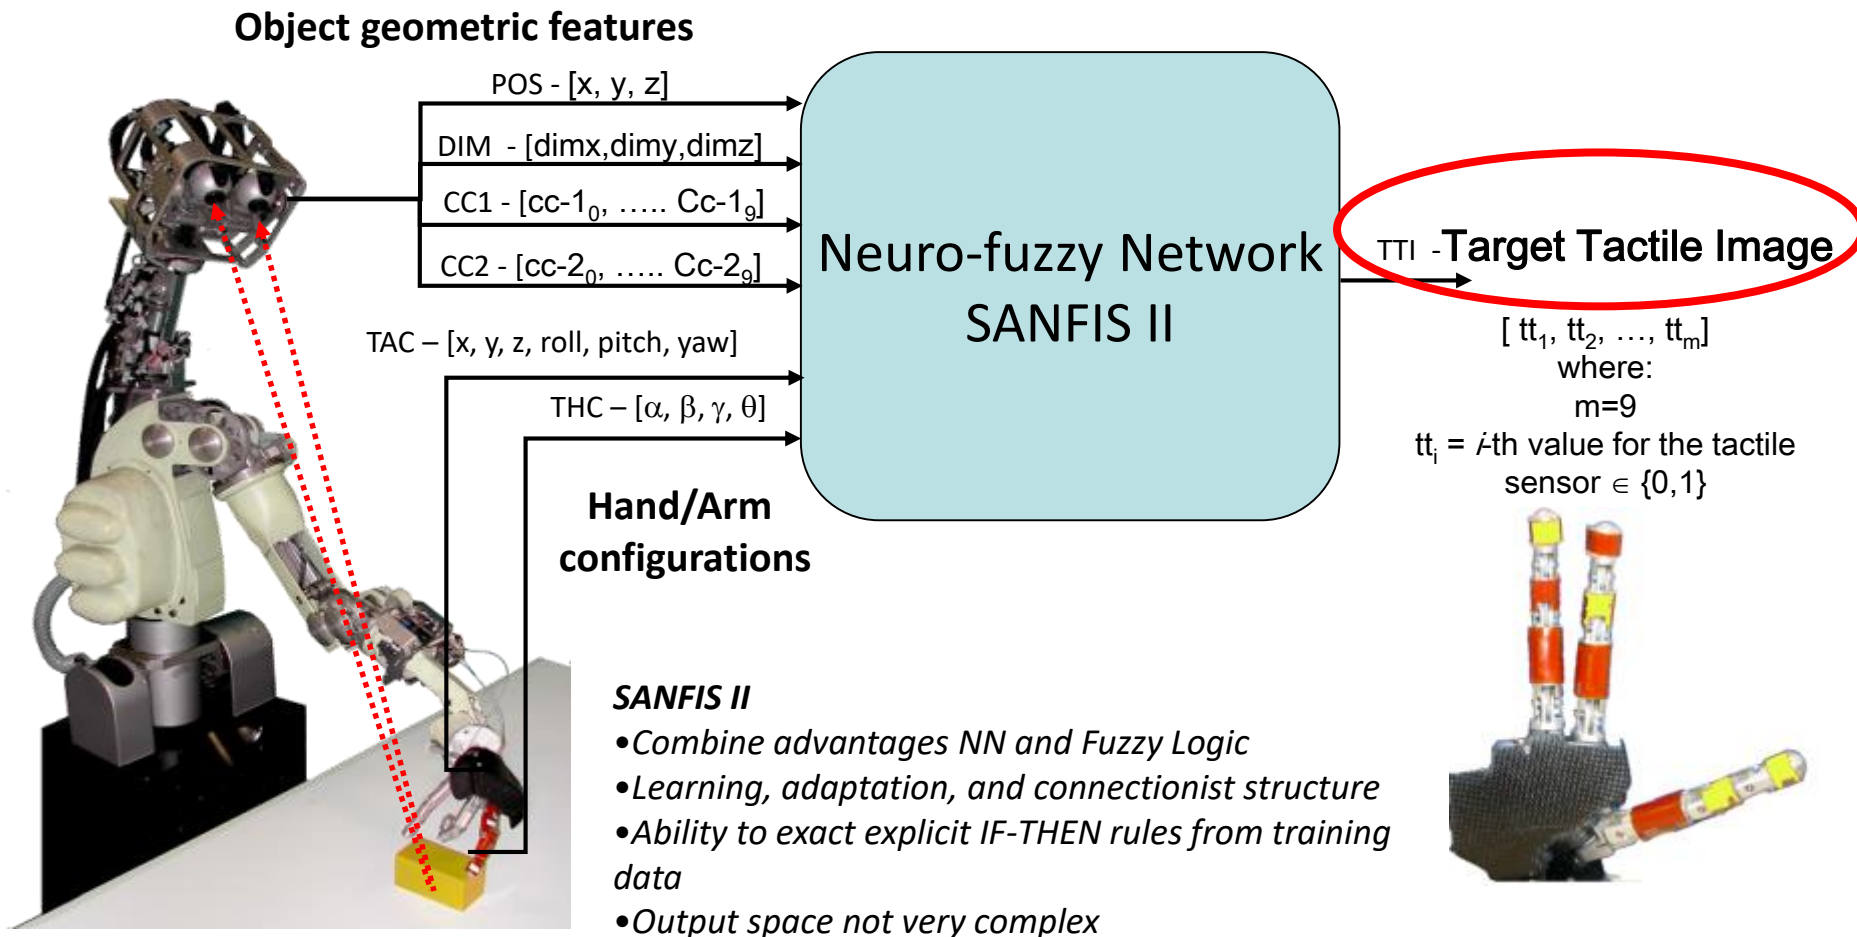 Object geometric features
POS - [x, y, z]
DIM - [dimx,dimy,dimz]
CC1 - [cc-1₀, ..... Cc-1₉]
CC2 - [cc-2₀, ..... Cc-2₉]
TAC – [x, y, z, roll, pitch, yaw]
THC – [α, β, γ, θ]
Hand/Arm
configurations
Neuro-fuzzy Network
SANFIS II
TTI -Target Tactile Image
[ tt₁, tt₂, …, ttₘ]
where:
m=9
ttᵢ = i-th value for the tactile
sensor ∈ {0,1}
SANFIS II
•Combine advantages NN and Fuzzy Logic
•Learning, adaptation, and connectionist structure
•Ability to exact explicit IF-THEN rules from training
data
•Output space not very complex